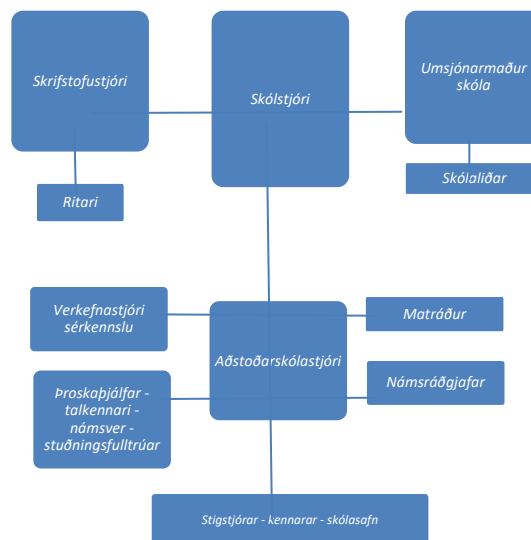 Skrifstofustjóri
Skólstjóri
Umsjónarmaður
skóla
Ritari
Skólaliðar
Verkefnastjóri
sérkennslu
Matráður
Aðstoðarskólastjóri
Þroskaþjálfar -
talkennari -
námsver -
stuðningsfulltrúar
Námsráðgjafar
Stigstjórar - kennarar - skólasafn